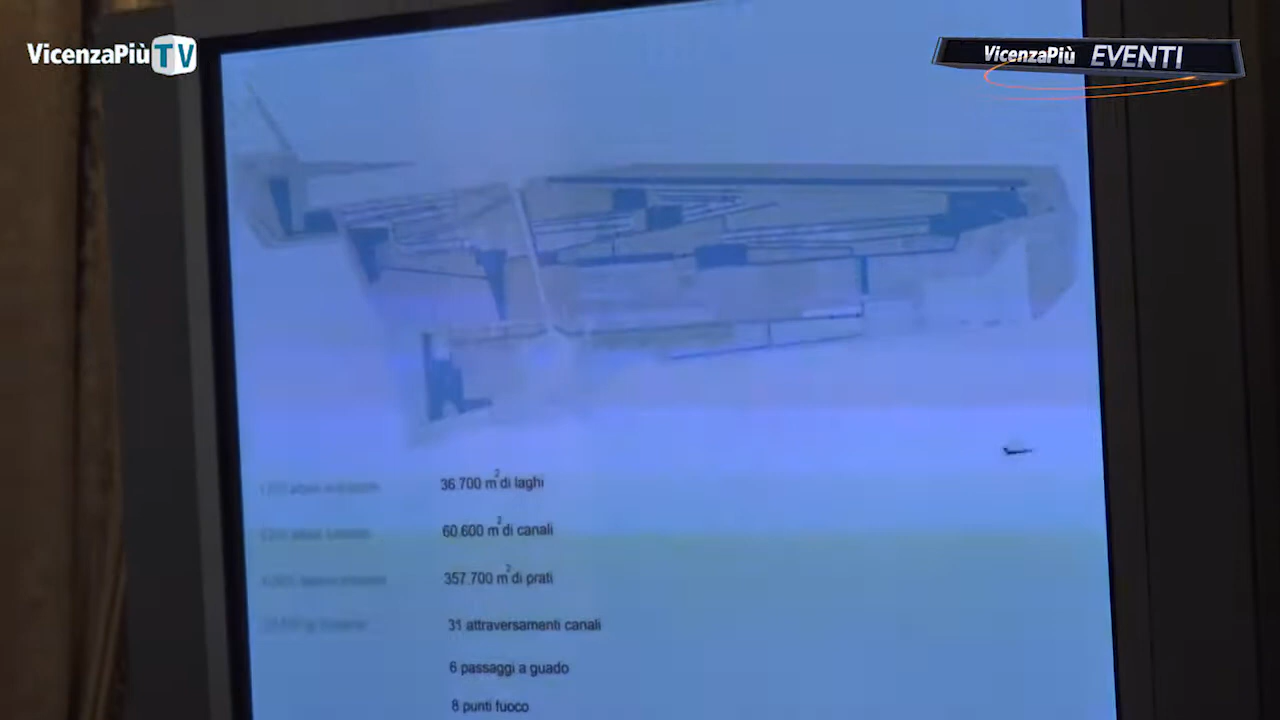 VicenzaPiù TV
VicenzaPiù EVENTI
36.700 m² di laghi
60.600 m² di canali
357.700 m² di prati
31 attraversamenti canali
6 passaggi a guado
8 punti fuoco